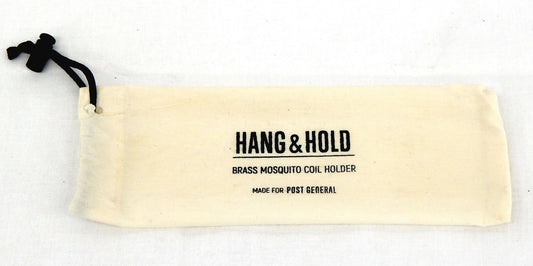 HANG & HOLD
BRASS MOSQUITO COIL HOLDER
MADE FOR POST GENERAL